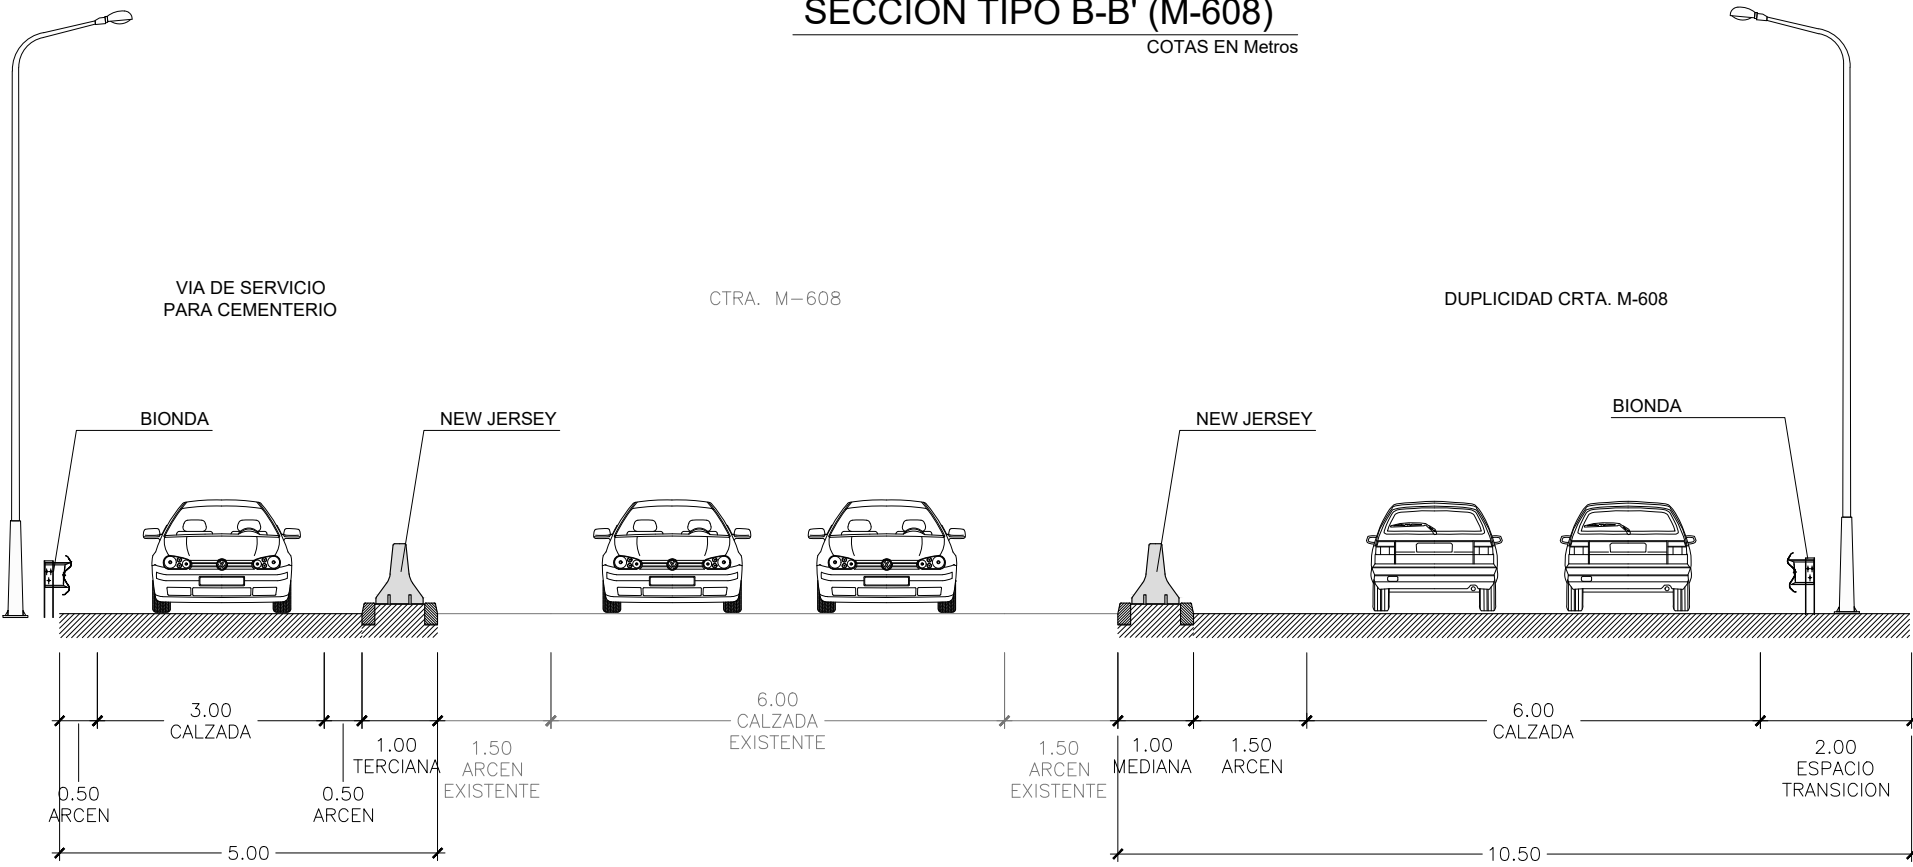 SECCION TIPO B-B' (M-608)
COTAS EN Metros
VIA DE SERVICIO
PARA CEMENTERIO
CTRA. M-608
DUPLICIDAD CRTA. M-608
BIONDA
NEW JERSEY
NEW JERSEY
BIONDA
3.00
CALZADA
0.50
ARCEN
0.50
ARCEN
1.00
TERCIANA
1.50
ARCEN
EXISTENTE
6.00
CALZADA
EXISTENTE
1.50
ARCEN
EXISTENTE
1.00
MEDIANA
1.50
ARCEN
6.00
CALZADA
2.00
ESPACIO
TRANSICION
5.00
10.50